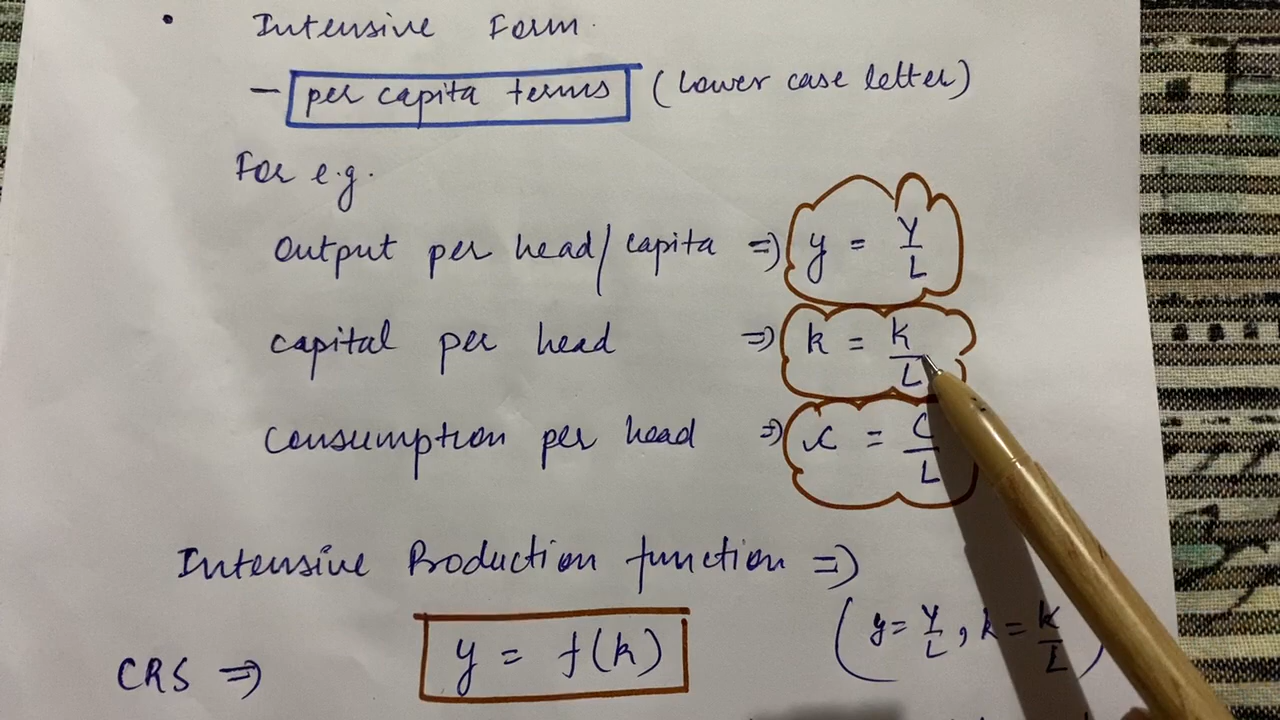 • Intensive Form.
– per capita terms (lower case letter)
For e.g.
Output per head/capita ⇒ y = Y/L
capital per head ⇒ k = K/L
Consumption per head ⇒ c = C/L
Intensive Production function ⇒
CRS ⇒ y = f(k) (y = Y/L, k = K/L)